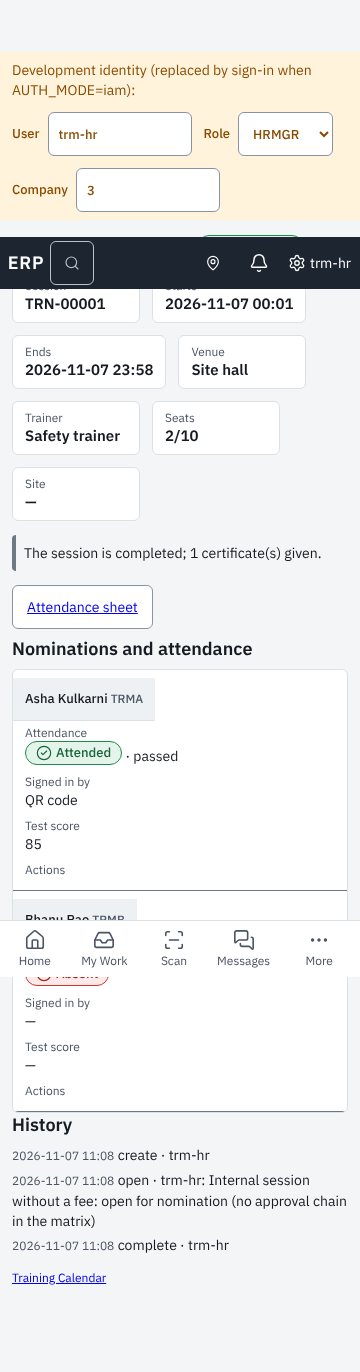 Development identity (replaced by sign-in when
AUTH_MODE=iam):
User trm-hr Role HRMGR
Company 3
ERP trm-hr
TRN-00001 2026-11-07 00:01
Ends Venue
2026-11-07 23:58 Site hall
Trainer Seats
Safety trainer 2/10
Site
—
The session is completed; 1 certificate(s) given.
Attendance sheet
Nominations and attendance
Asha Kulkarni TRMA
Attendance
Attended · passed
Signed in by
QR code
Test score
85
Actions
Home My Work Scan Messages More
Signed in by
—
Test score
—
Actions
History
2026-11-07 11:08 create · trm-hr
2026-11-07 11:08 open · trm-hr: Internal session
without a fee: open for nomination (no approval chain
in the matrix)
2026-11-07 11:08 complete · trm-hr
Training Calendar